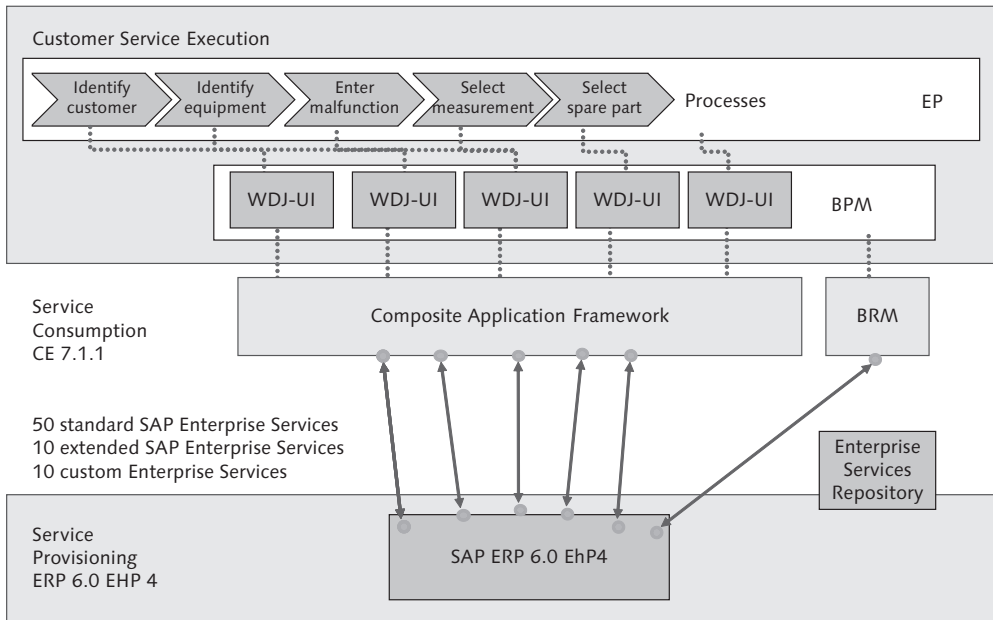 Customer Service Execution
Identify
customer
Identify
equipment
Enter
malfunction
Select
measurement
Select
spare part
Processes
EP
WDJ-UI
WDJ-UI
WDJ-UI
WDJ-UI
WDJ-UI
BPM
Service
Consumption
CE 7.1.1
Composite Application Framework
BRM
50 standard SAP Enterprise Services
10 extended SAP Enterprise Services
10 custom Enterprise Services
Enterprise
Services
Repository
Service
Provisioning
ERP 6.0 EHP 4
SAP ERP 6.0 EhP4